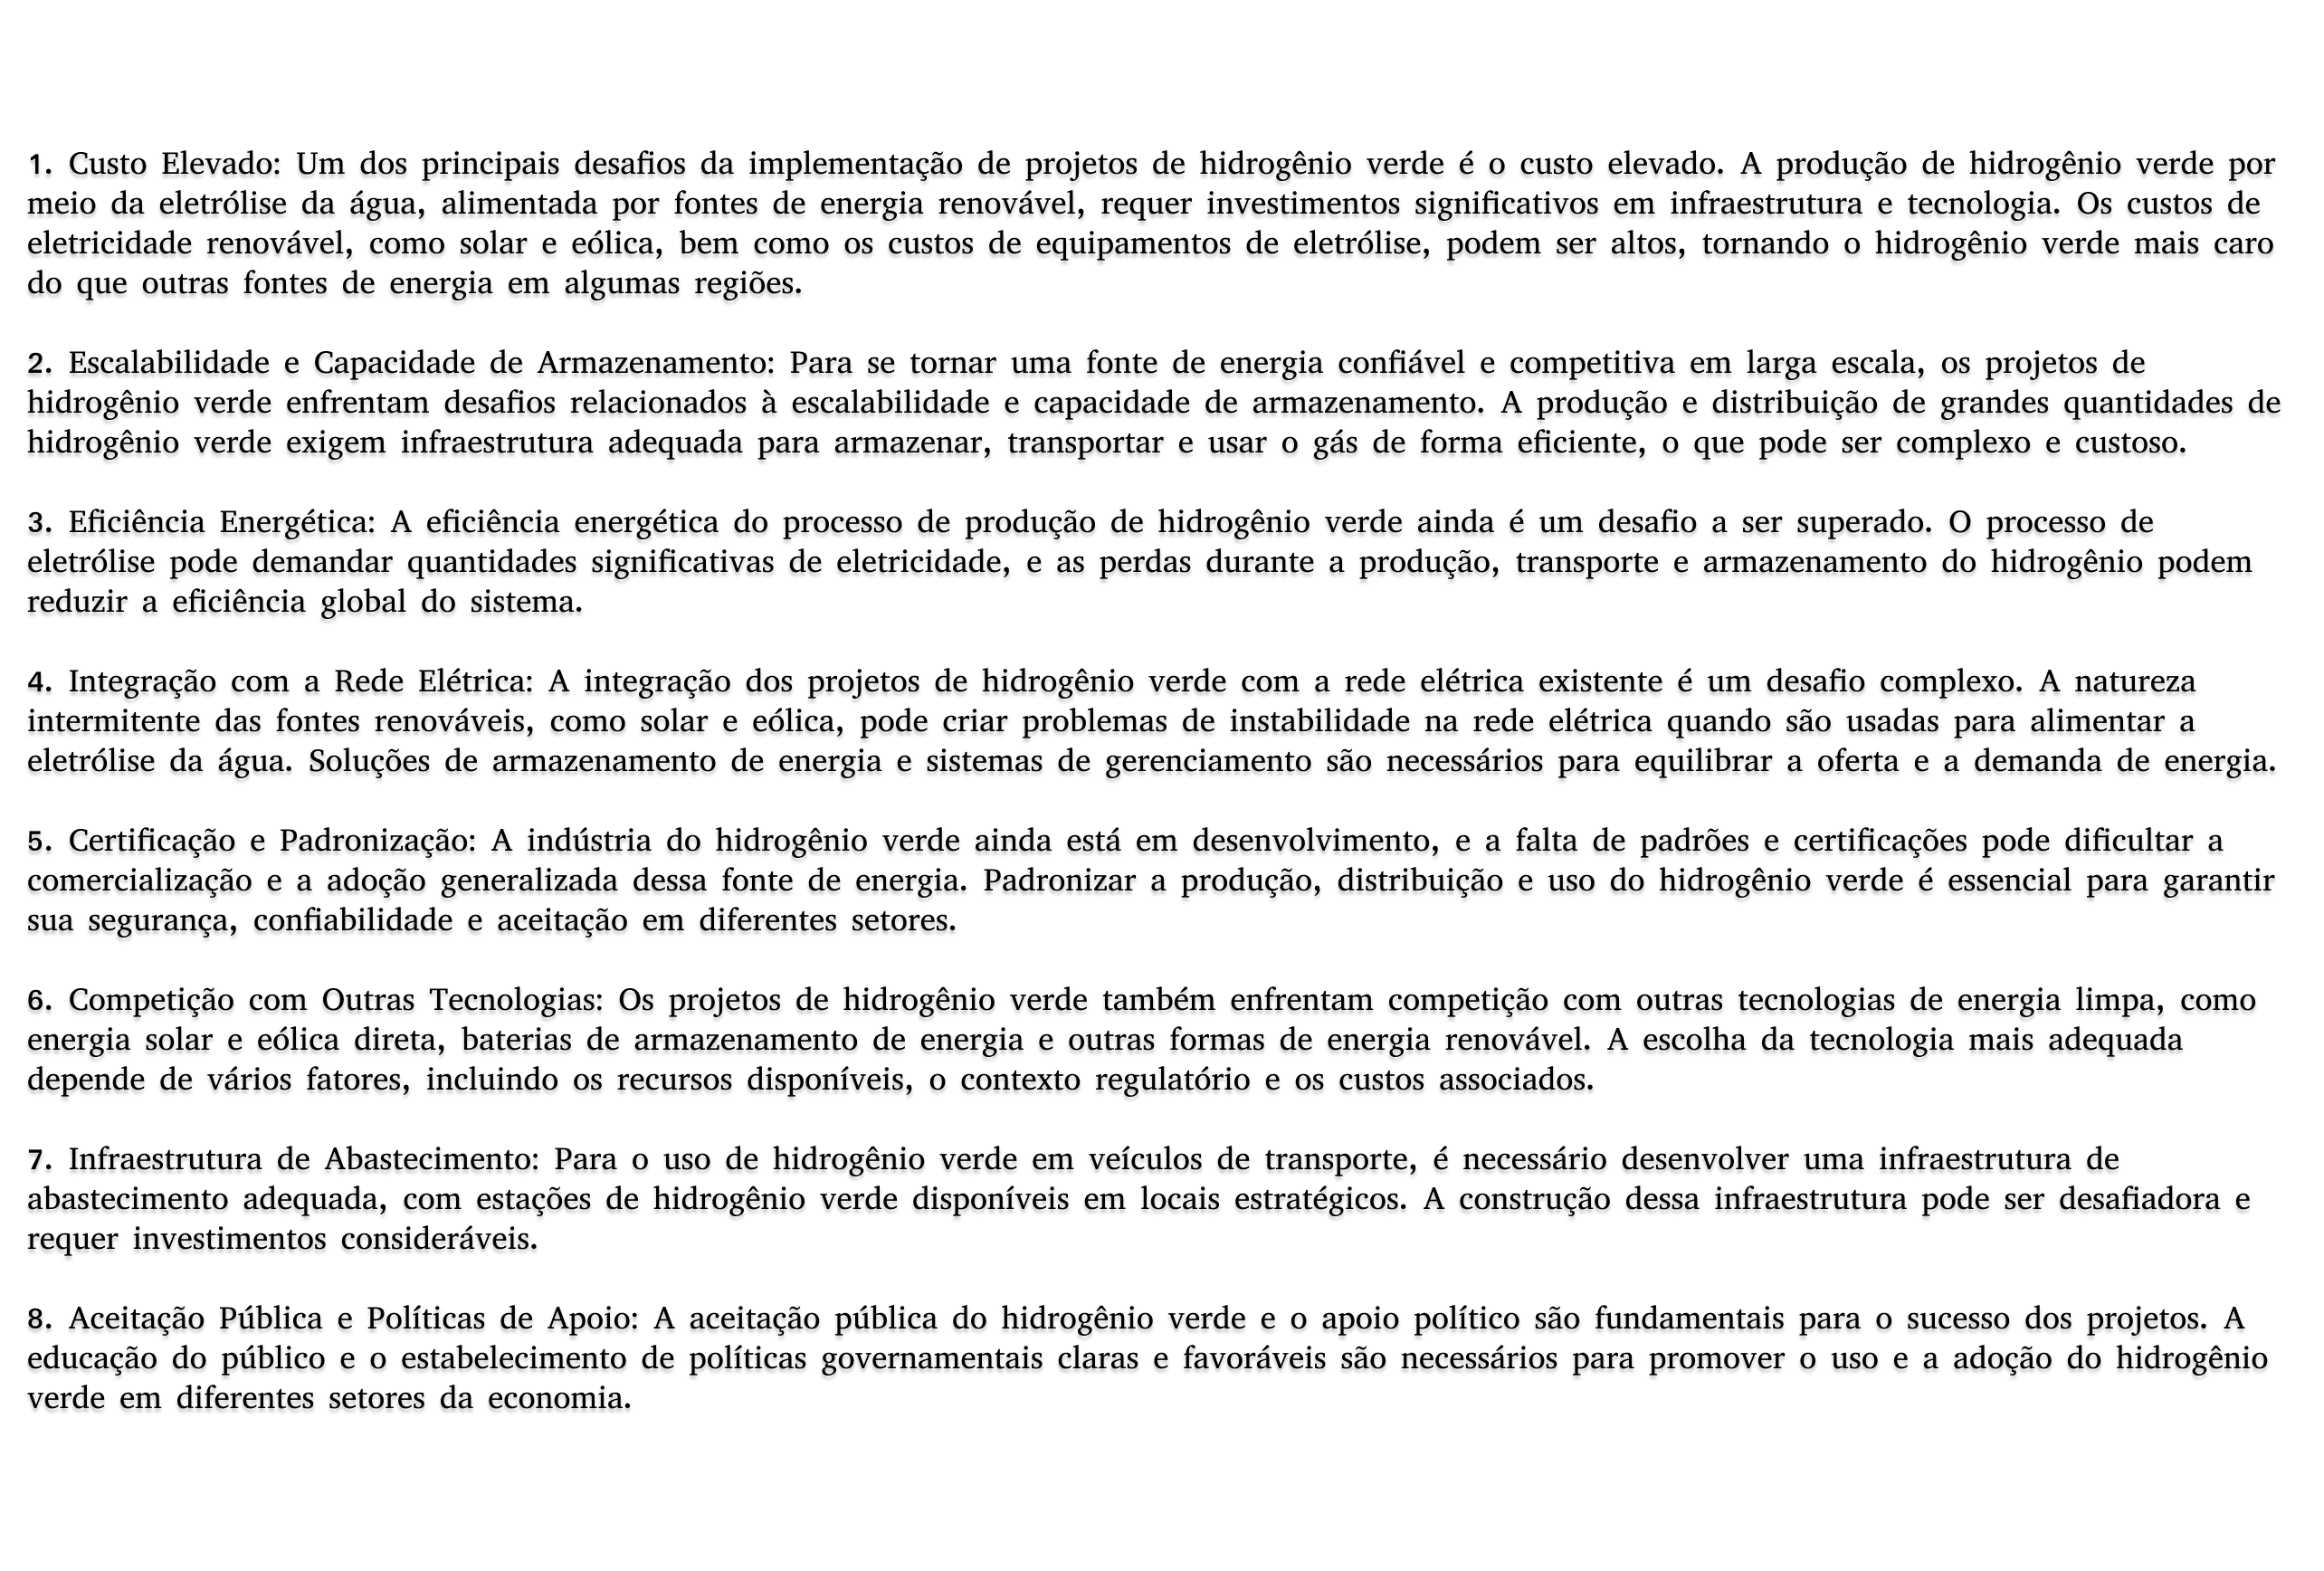 1. Custo Elevado: Um dos principais desafios da implementação de projetos de hidrogênio verde é o custo elevado. A produção de hidrogênio verde por
meio da eletrólise da água, alimentada por fontes de energia renovável, requer investimentos significativos em infraestrutura e tecnologia. Os custos de
eletricidade renovável, como solar e eólica, bem como os custos de equipamentos de eletrólise, podem ser altos, tornando o hidrogênio verde mais caro
do que outras fontes de energia em algumas regiões.
2. Escalabilidade e Capacidade de Armazenamento: Para se tornar uma fonte de energia confiável e competitiva em larga escala, os projetos de
hidrogênio verde enfrentam desafios relacionados à escalabilidade e capacidade de armazenamento. A produção e distribuição de grandes quantidades de
hidrogênio verde exigem infraestrutura adequada para armazenar, transportar e usar o gás de forma eficiente, o que pode ser complexo e custoso.
3. Eficiência Energética: A eficiência energética do processo de produção de hidrogênio verde ainda é um desafio a ser superado. O processo de
eletrólise pode demandar quantidades significativas de eletricidade, e as perdas durante a produção, transporte e armazenamento do hidrogênio podem
reduzir a eficiência global do sistema.
4. Integração com a Rede Elétrica: A integração dos projetos de hidrogênio verde com a rede elétrica existente é um desafio complexo. A natureza
intermitente das fontes renováveis, como solar e eólica, pode criar problemas de instabilidade na rede elétrica quando são usadas para alimentar a
eletrólise da água. Soluções de armazenamento de energia e sistemas de gerenciamento são necessários para equilibrar a oferta e a demanda de energia.
5. Certificação e Padronização: A indústria do hidrogênio verde ainda está em desenvolvimento, e a falta de padrões e certificações pode dificultar a
comercialização e a adoção generalizada dessa fonte de energia. Padronizar a produção, distribuição e uso do hidrogênio verde é essencial para garantir
sua segurança, confiabilidade e aceitação em diferentes setores.
6. Competição com Outras Tecnologias: Os projetos de hidrogênio verde também enfrentam competição com outras tecnologias de energia limpa, como
energia solar e eólica direta, baterias de armazenamento de energia e outras formas de energia renovável. A escolha da tecnologia mais adequada
depende de vários fatores, incluindo os recursos disponíveis, o contexto regulatório e os custos associados.
7. Infraestrutura de Abastecimento: Para o uso de hidrogênio verde em veículos de transporte, é necessário desenvolver uma infraestrutura de
abastecimento adequada, com estações de hidrogênio verde disponíveis em locais estratégicos. A construção dessa infraestrutura pode ser desafiadora e
requer investimentos consideráveis.
8. Aceitação Pública e Políticas de Apoio: A aceitação pública do hidrogênio verde e o apoio político são fundamentais para o sucesso dos projetos. A
educação do público e o estabelecimento de políticas governamentais claras e favoráveis são necessários para promover o uso e a adoção do hidrogênio
verde em diferentes setores da economia.